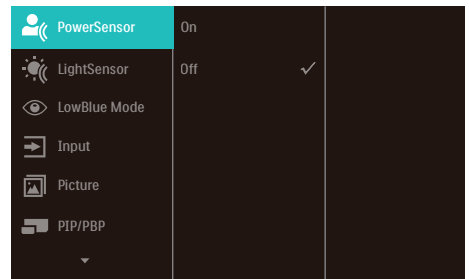 PowerSensor
On
LightSensor
Off
LowBlue Mode
Input
Picture
PIP/PBP